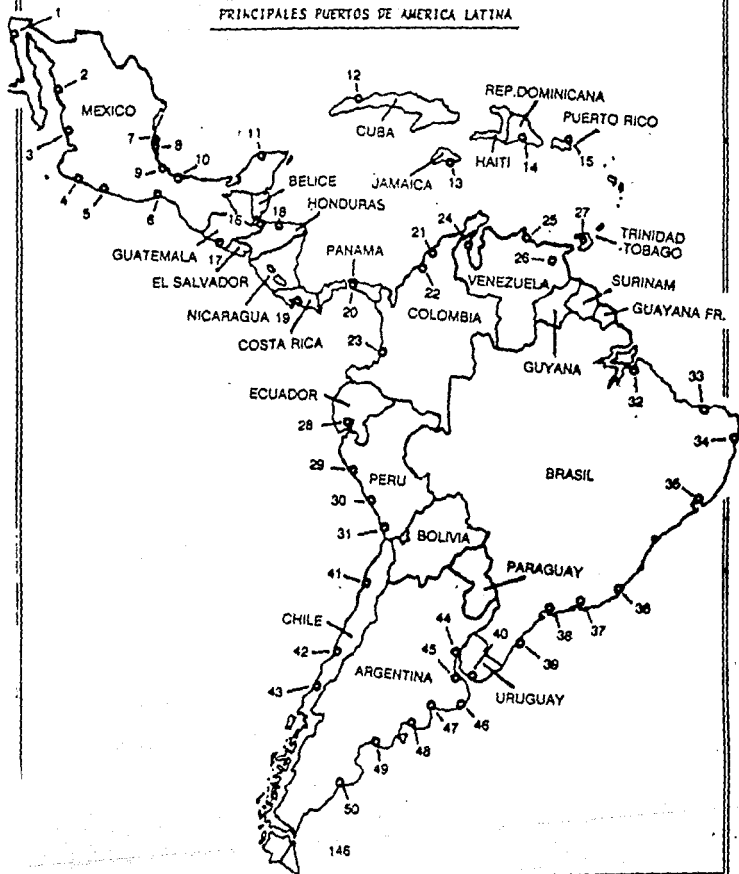 PRINCIPALES PUERTOS DE AMERICA LATINA
1
2
MEXICO
3
4
5
6
7
8
9
10
11
12
CUBA
REP.DOMINICANA
PUERTO RICO
HAITI
14
15
JAMAICA
13
BELICE
16
18
HONDURAS
GUATEMALA
17
EL SALVADOR
NICARAGUA
19
COSTA RICA
PANAMA
20
21
22
24
25
26
27
TRINIDAD
TOBAGO
VENEZUELA
COLOMBIA
SURINAM
GUAYANA FR.
GUYANA
23
ECUADOR
28
29
PERU
30
31
BRASIL
32
33
34
35
36
37
38
39
BOLIVIA
PARAGUAY
41
CHILE
42
43
ARGENTINA
44
45
40
URUGUAY
46
47
48
49
50
146